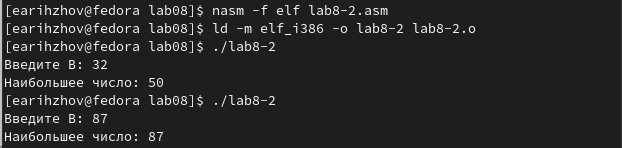 [earihzhov@fedora lab08]$ nasm -f elf lab8-2.asm
[earihzhov@fedora lab08]$ ld -m elf_i386 -o lab8-2 lab8-2.o
[earihzhov@fedora lab08]$ ./lab8-2
Введите B: 32
Наибольшее число: 50
[earihzhov@fedora lab08]$ ./lab8-2
Введите B: 87
Наибольшее число: 87